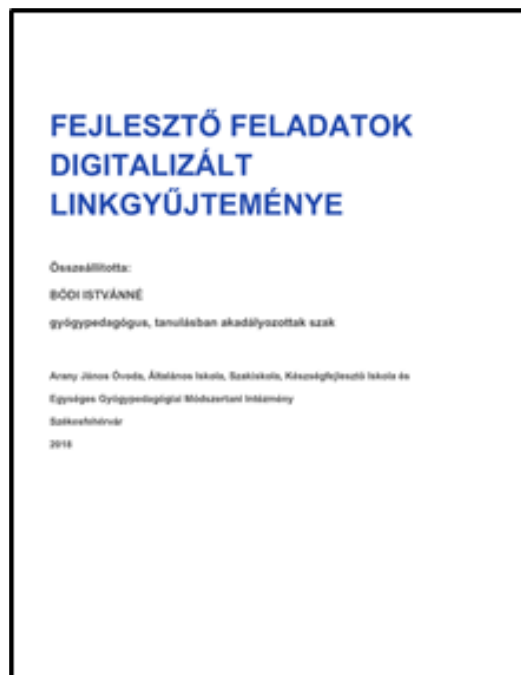 FEJLESZTŐ FELADATOK
DIGITALIZÁLT
LINKGYŰJTEMÉNYE
Összeállította:
BÓDI ISTVÁNNÉ
gyógypedagógus, tanulásban akadályozottak szak
Arany János Óvoda, Általános Iskola, Szakiskola, Készségfejlesztő Iskola és
Egységes Gyógypedagógiai Módszertani Intézmény
Székesfehérvár
2018